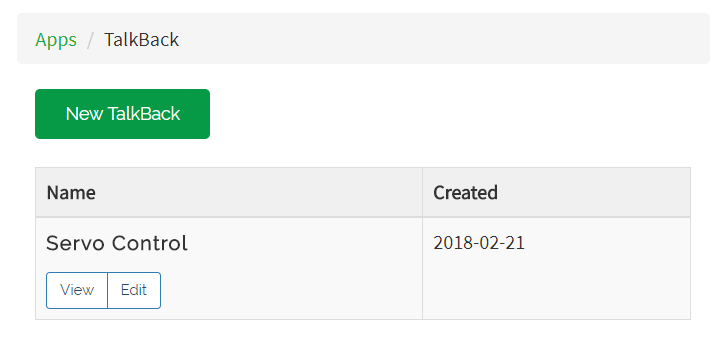 Apps / TalkBack
New TalkBack
Name Created
Servo Control 2018-02-21
View Edit